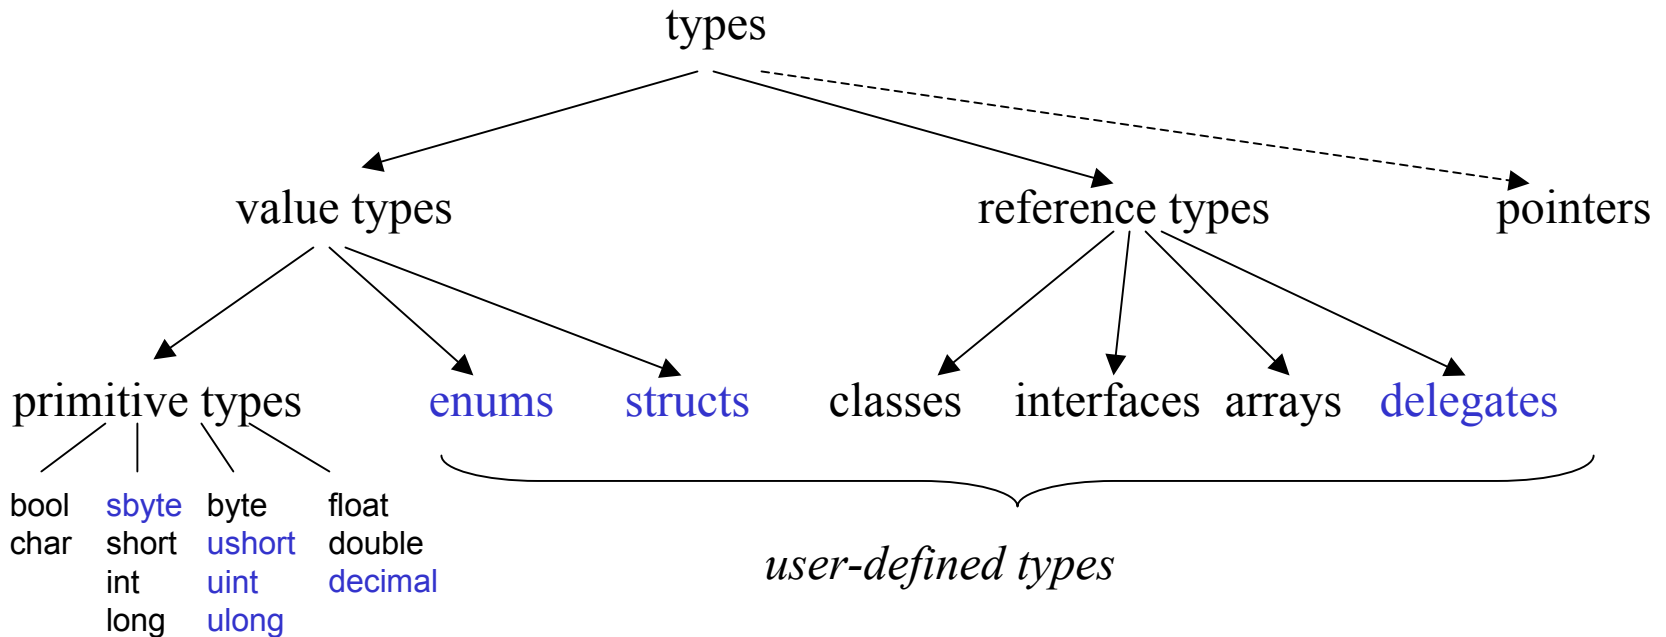 types
value types reference types pointers
primitive types enums structs classes interfaces arrays delegates
bool sbyte byte float
char short ushort double
int uint decimal
long ulong
user-defined types